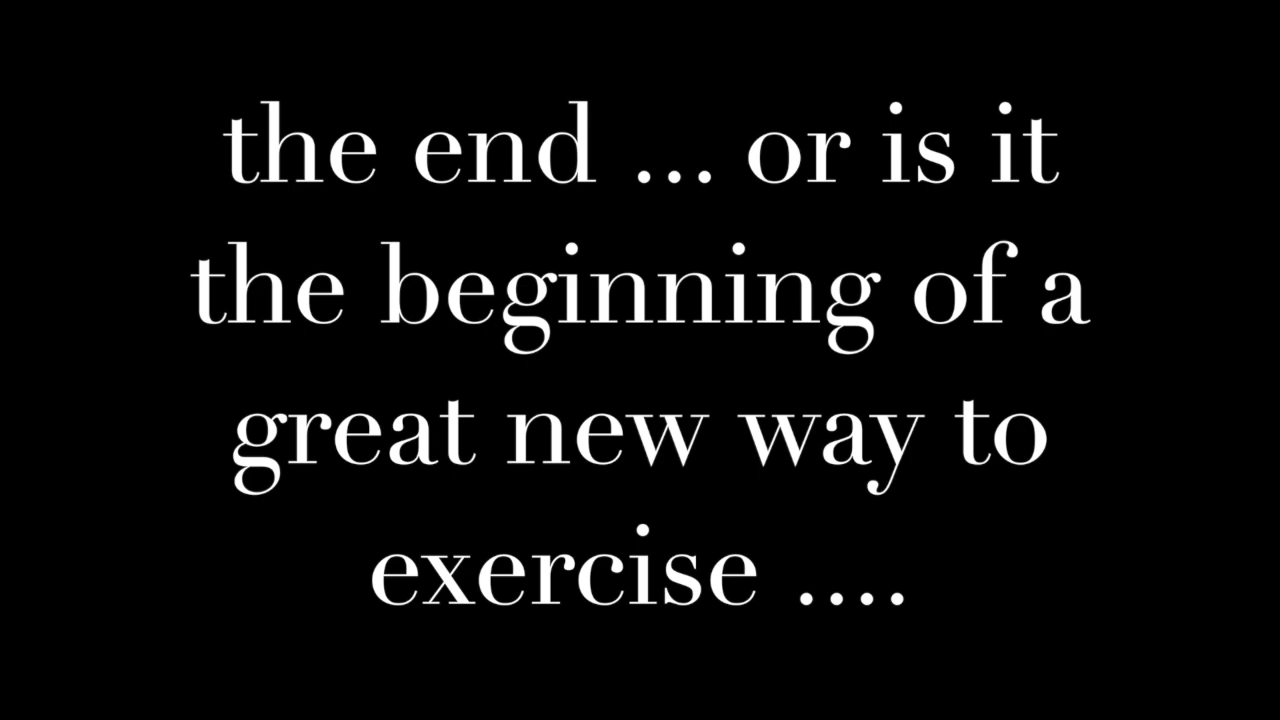 the end ... or is it
the beginning of a
great new way to
exercise ....